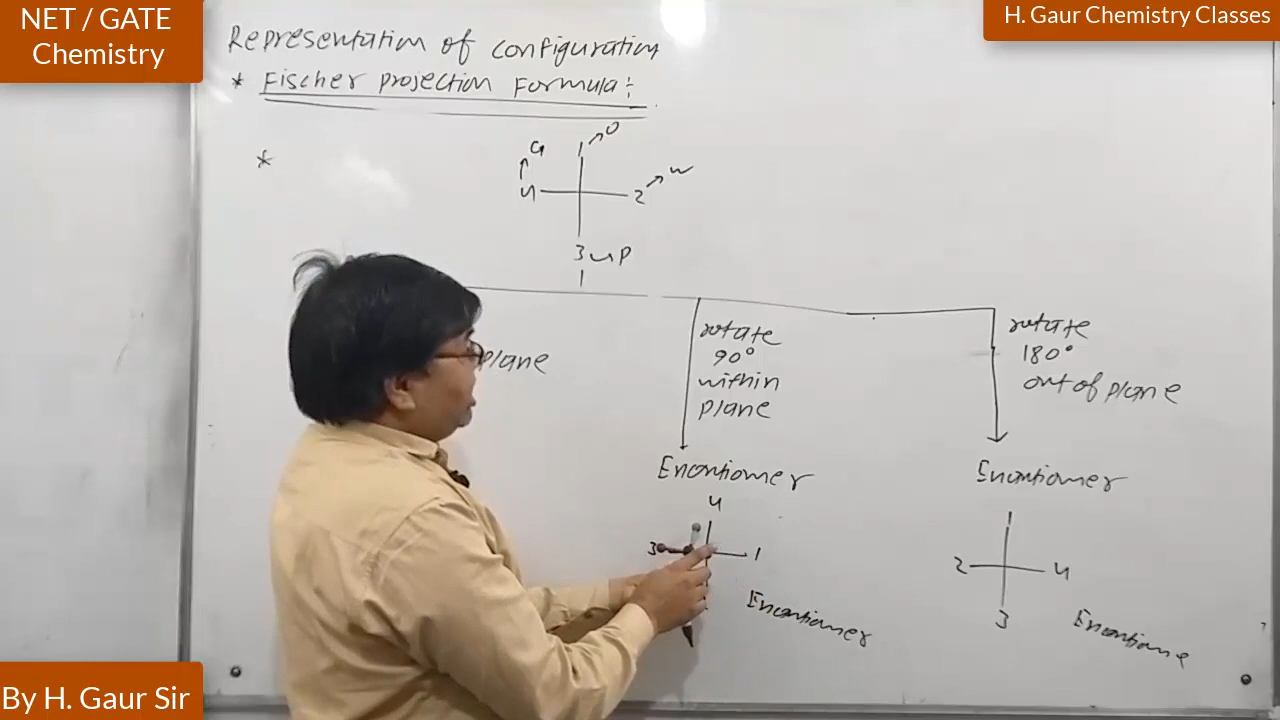 NET / GATE
Chemistry
H. Gaur Chemistry Classes
Representation of configuration
* Fischer projection Formula:
*
G 1 O
4 2 W
3 up
plane
rotate
90°
within
plane
rotate
180°
out of plane
Enantiomer
Enantiomer
4
3 1
1
2 4
3
Enantiomer
Enantiome
By H. Gaur Sir